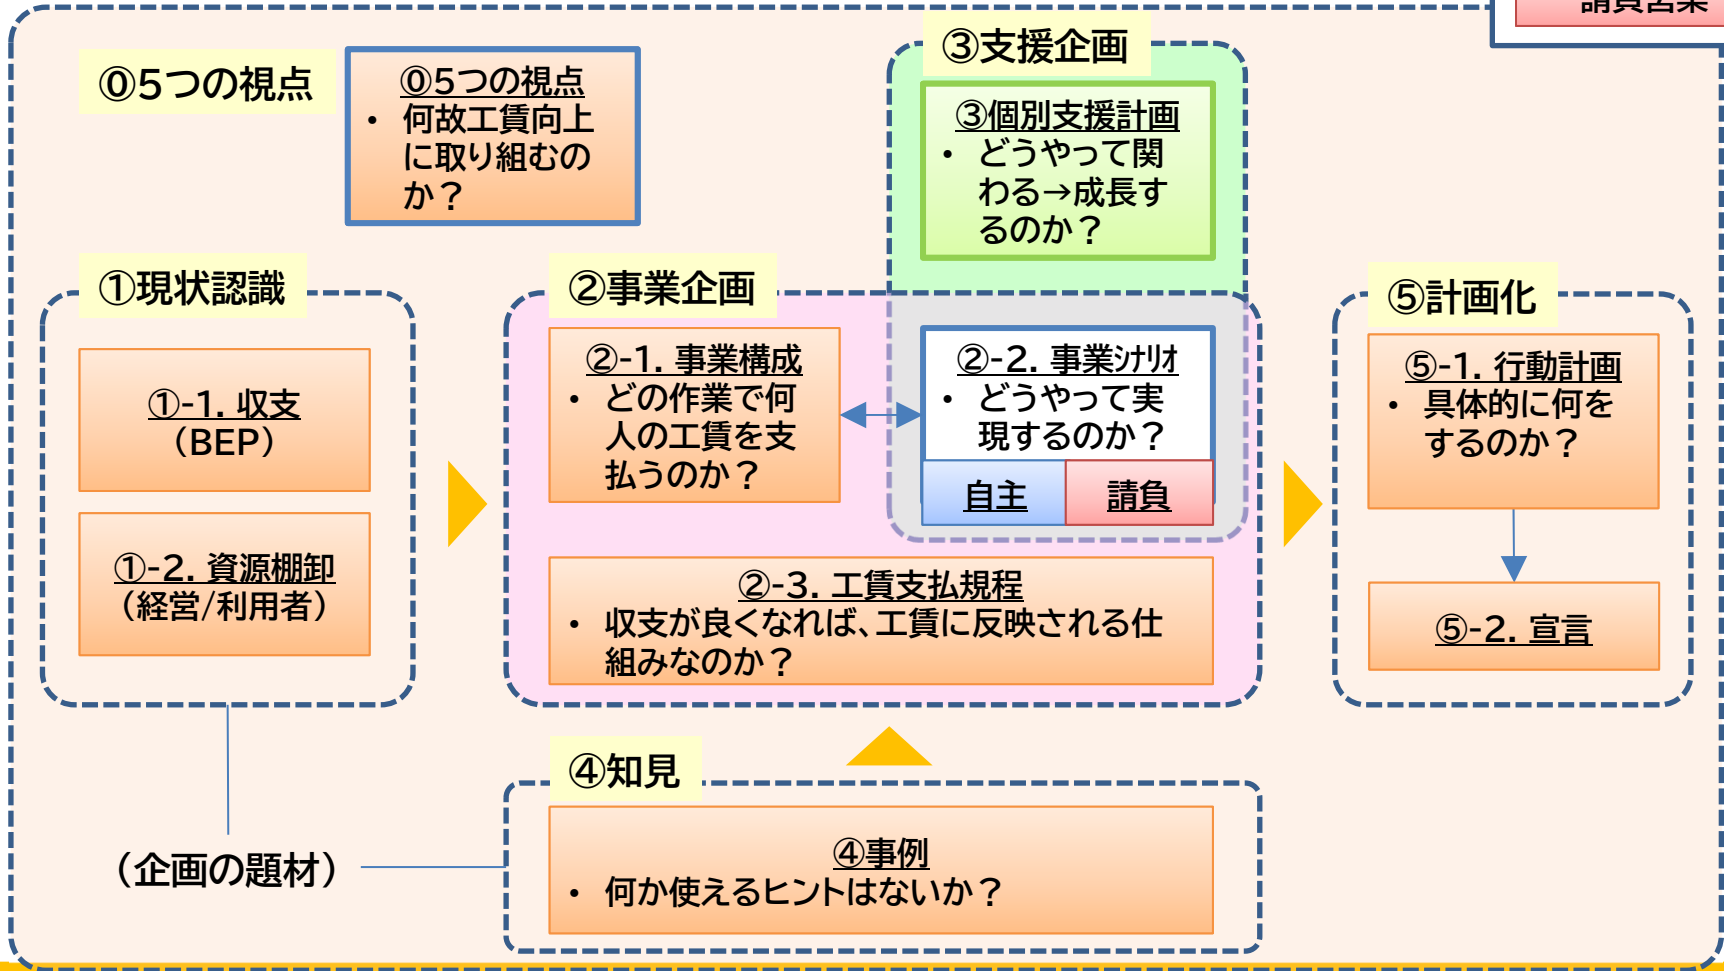 請負営業
⓪5つの視点
⓪5つの視点
• 何故工賃向上
に取り組むの
か？
③支援企画
③個別支援計画
• どうやって関
わる→成長す
るのか？
①現状認識
①-1. 収支
（BEP）
①-2. 資源棚卸
（経営/利用者）
②事業企画
②-1. 事業構成
• どの作業で何
人の工賃を支
払うのか？
②-2. 事業ｼﾅﾘｵ
• どうやって実
現するのか？
自主
請負
②-3. 工賃支払規程
• 収支が良くなれば、工賃に反映される仕
組みなのか？
⑤計画化
⑤-1. 行動計画
• 具体的に何を
するのか？
⑤-2. 宣言
④知見
④事例
• 何か使えるヒントはないか？
（企画の題材）